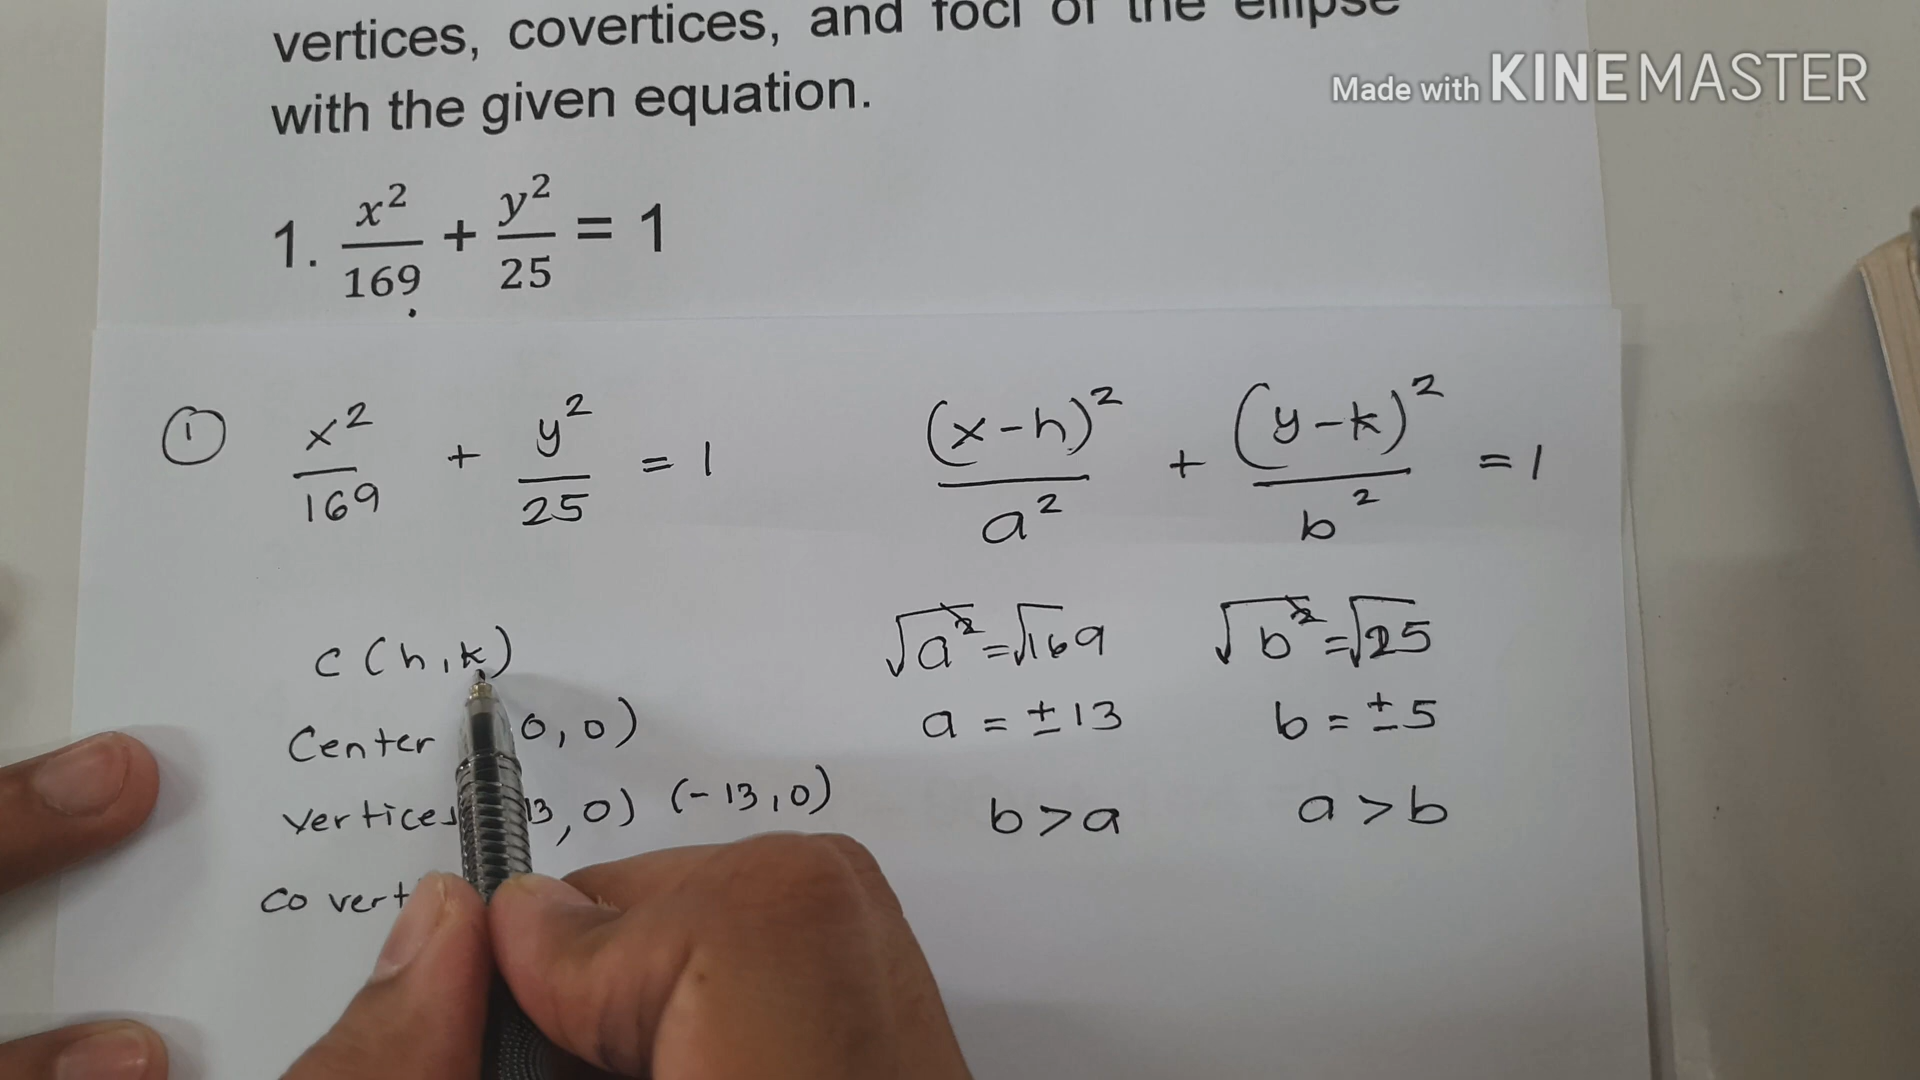 vertices, covertices, and foci of the ellipse
with the given equation.
Made with KINEMASTER
1. x²/169 + y²/25 = 1
① x²/169 + y²/25 = 1
(x-h)²/a² + (y-k)²/b² = 1
C (h, k)
√a² = √169
√b² = √25
Center 0, 0)
a = ±13
b = ±5
vertices 13, 0) (-13, 0)
b > a
a > b
co vert